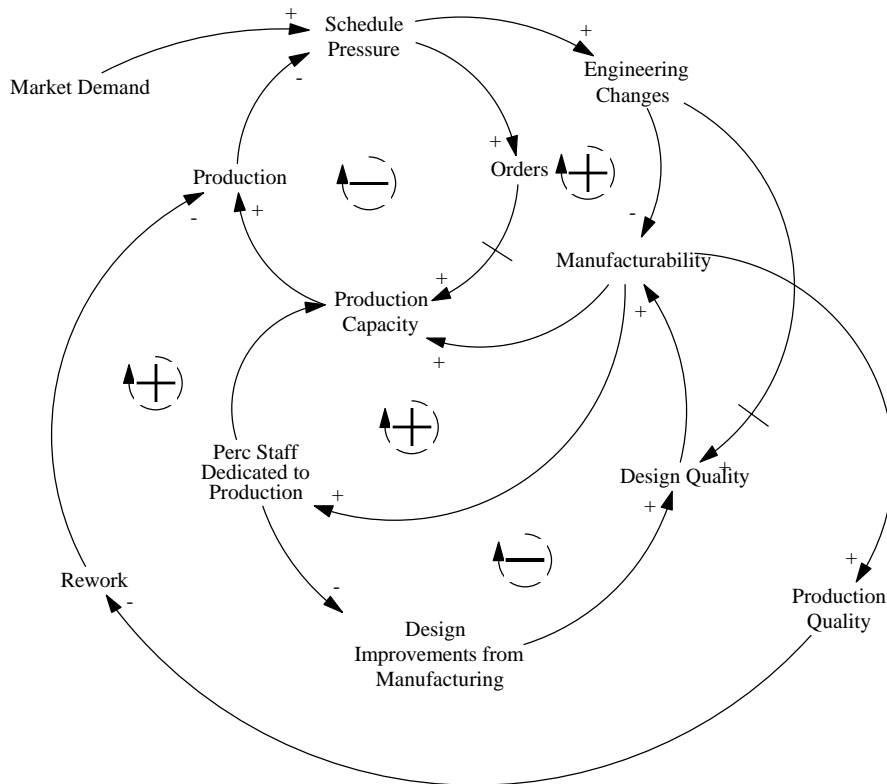 Schedule
Pressure
Market Demand
Engineering
Changes
Production
Orders
Manufacturability
Production
Capacity
Perc Staff
Dedicated to
Production
Design Quality
Rework
Production
Quality
Design
Improvements from
Manufacturing
+
+
-
+
-
+
-
+
+
+
+
+
+
+
-
-
+